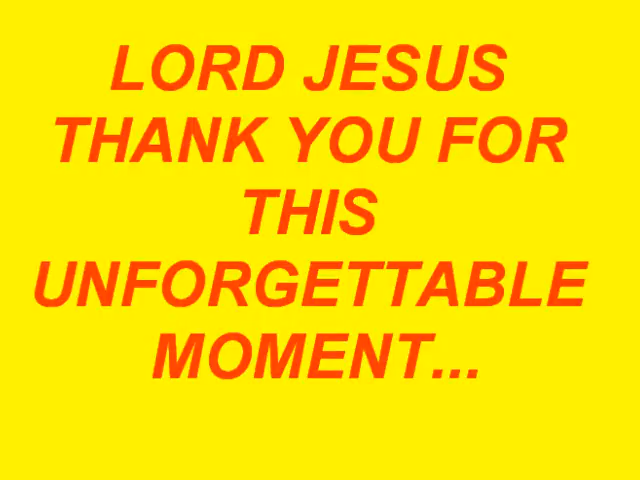 LORD JESUS
THANK YOU FOR
THIS
UNFORGETTABLE
MOMENT...